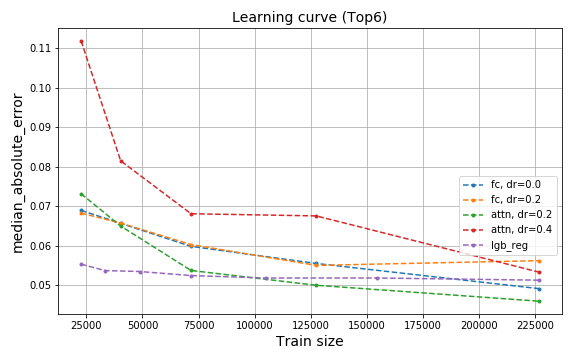 Learning curve (Top6)
median_absolute_error
0.11
0.10
0.09
0.08
0.07
0.06
0.05
fc, dr=0.0
fc, dr=0.2
attn, dr=0.2
attn, dr=0.4
lgb_reg
25000 50000 75000 100000 125000 150000 175000 200000 225000
Train size